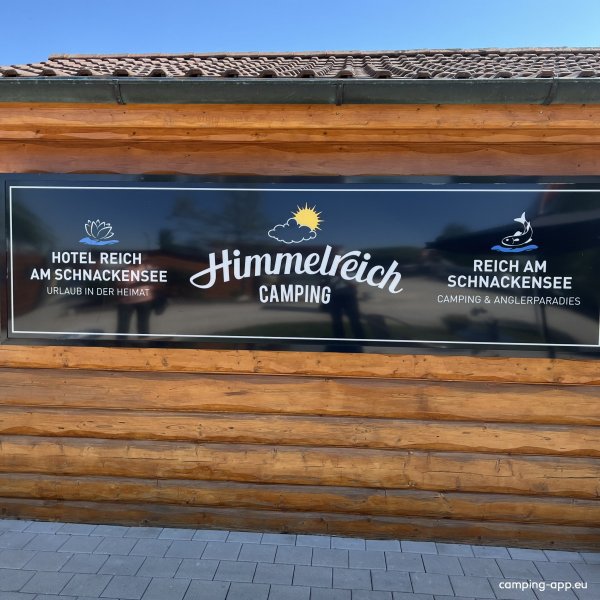 HOTEL REICH
AM SCHNACKENSEE
URLAUB IN DER HEIMAT
Himmelreich
CAMPING
REICH AM
SCHNACKENSEE
CAMPING & ANGLERPARADIES
camping-app.eu